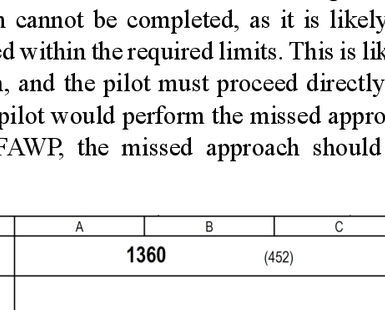 n cannot be completed, as it is likely
ed within the required limits. This is lik
n, and the pilot must proceed directly
pilot would perform the missed appro
FAWP, the missed approach should
A B C
1360 (452)